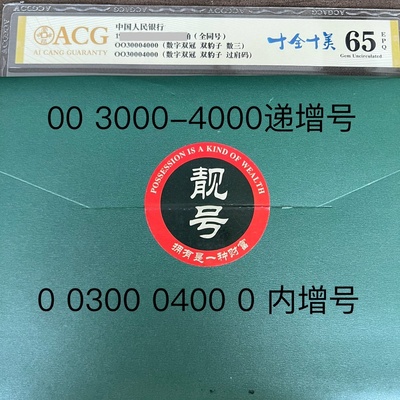 ACG
AI CANG GUARANTY
中国人民银行
角 (全同号)
OO30004000 (数字双冠 双豹子 数三)
OO30004000 (数字双冠 双豹子 过肩码)
十全十美
65
EPQ
Gem Uncirculated
00 3000-4000递增号
POSSESSION IS A KIND OF WEALTH
靓号
拥有是一种财富
0 0300 0400 0 内增号